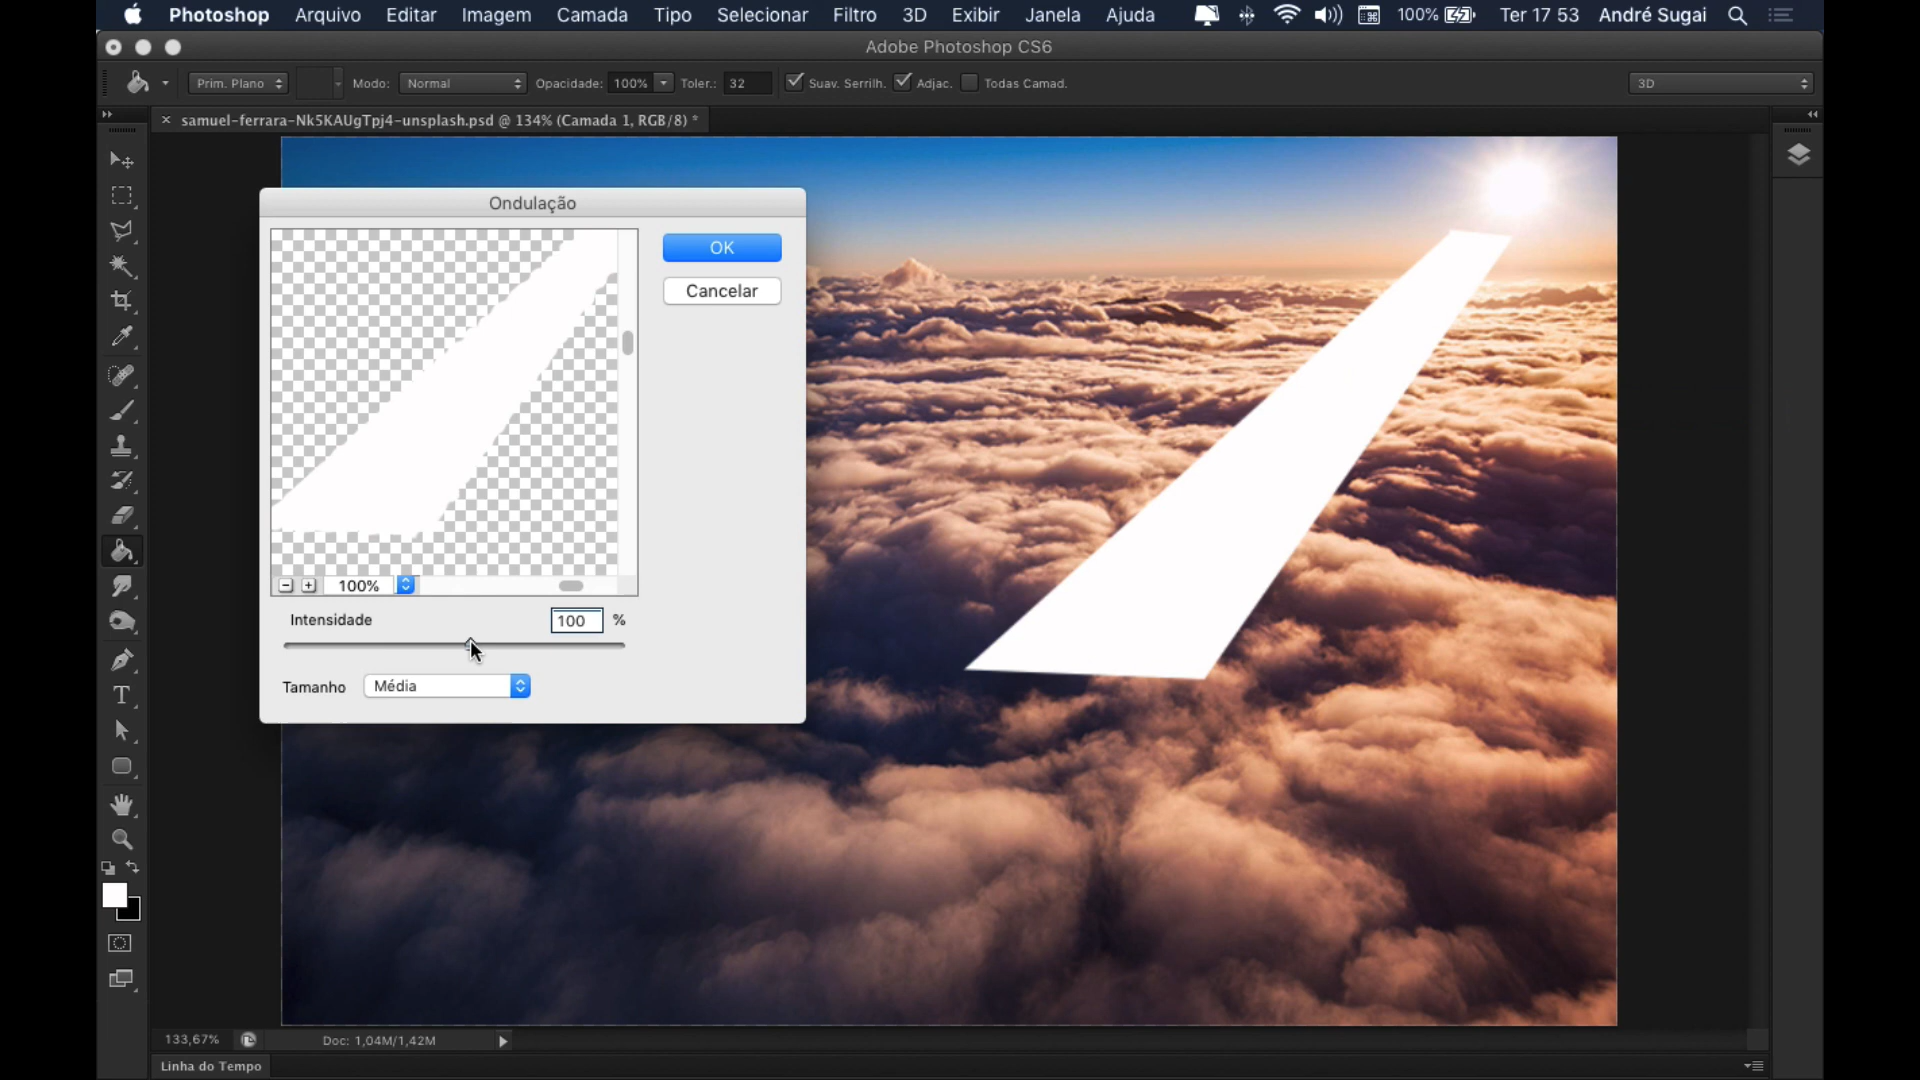 Photoshop Arquivo Editar Imagem Camada Tipo Selecionar Filtro 3D Exibir Janela Ajuda 100% Ter 17 53 André Sugai
Adobe Photoshop CS6
Prim. Plano Modo: Normal Opacidade: 100% Toler.: 32 Suav. Serrilh. Adjac. Todas Camad. 3D
× samuel-ferrara-Nk5KAUgTpj4-unsplash.psd @ 134% (Camada 1, RGB/8) *
Ondulação
OK
Cancelar
100%
Intensidade 100 %
Tamanho Média
133,67% Doc: 1,04M/1,42M
Linha do Tempo